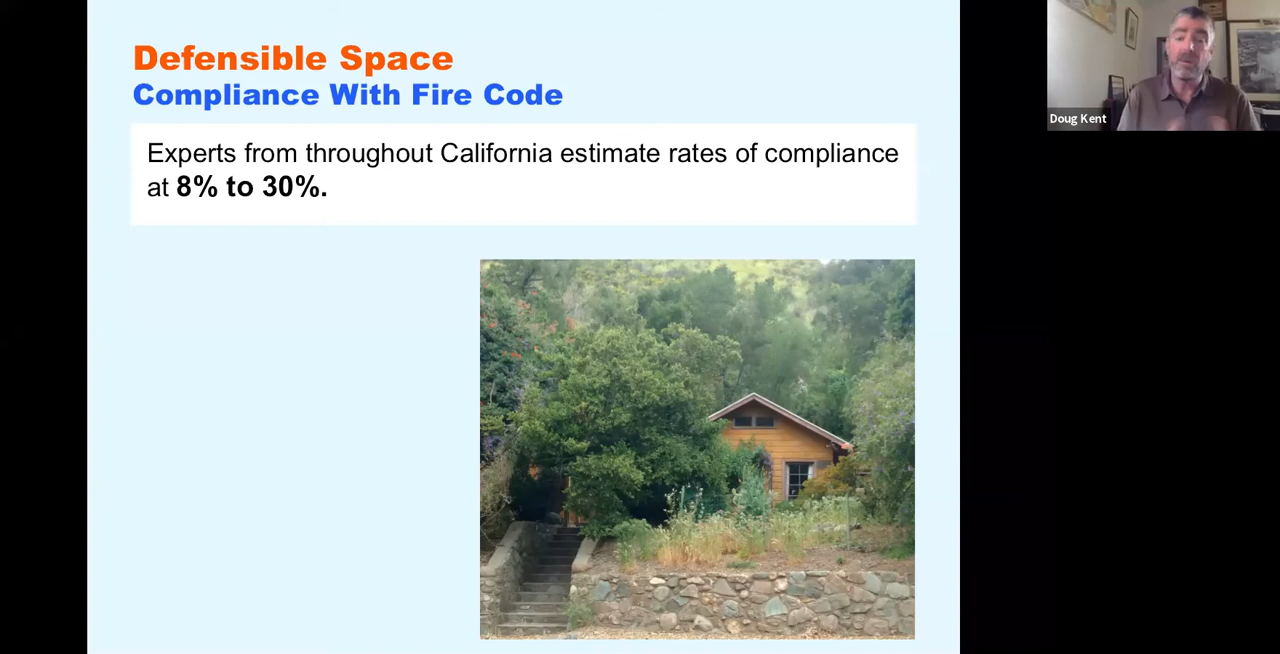 Defensible Space
Compliance With Fire Code
Experts from throughout California estimate rates of compliance
at 8% to 30%.
Doug Kent